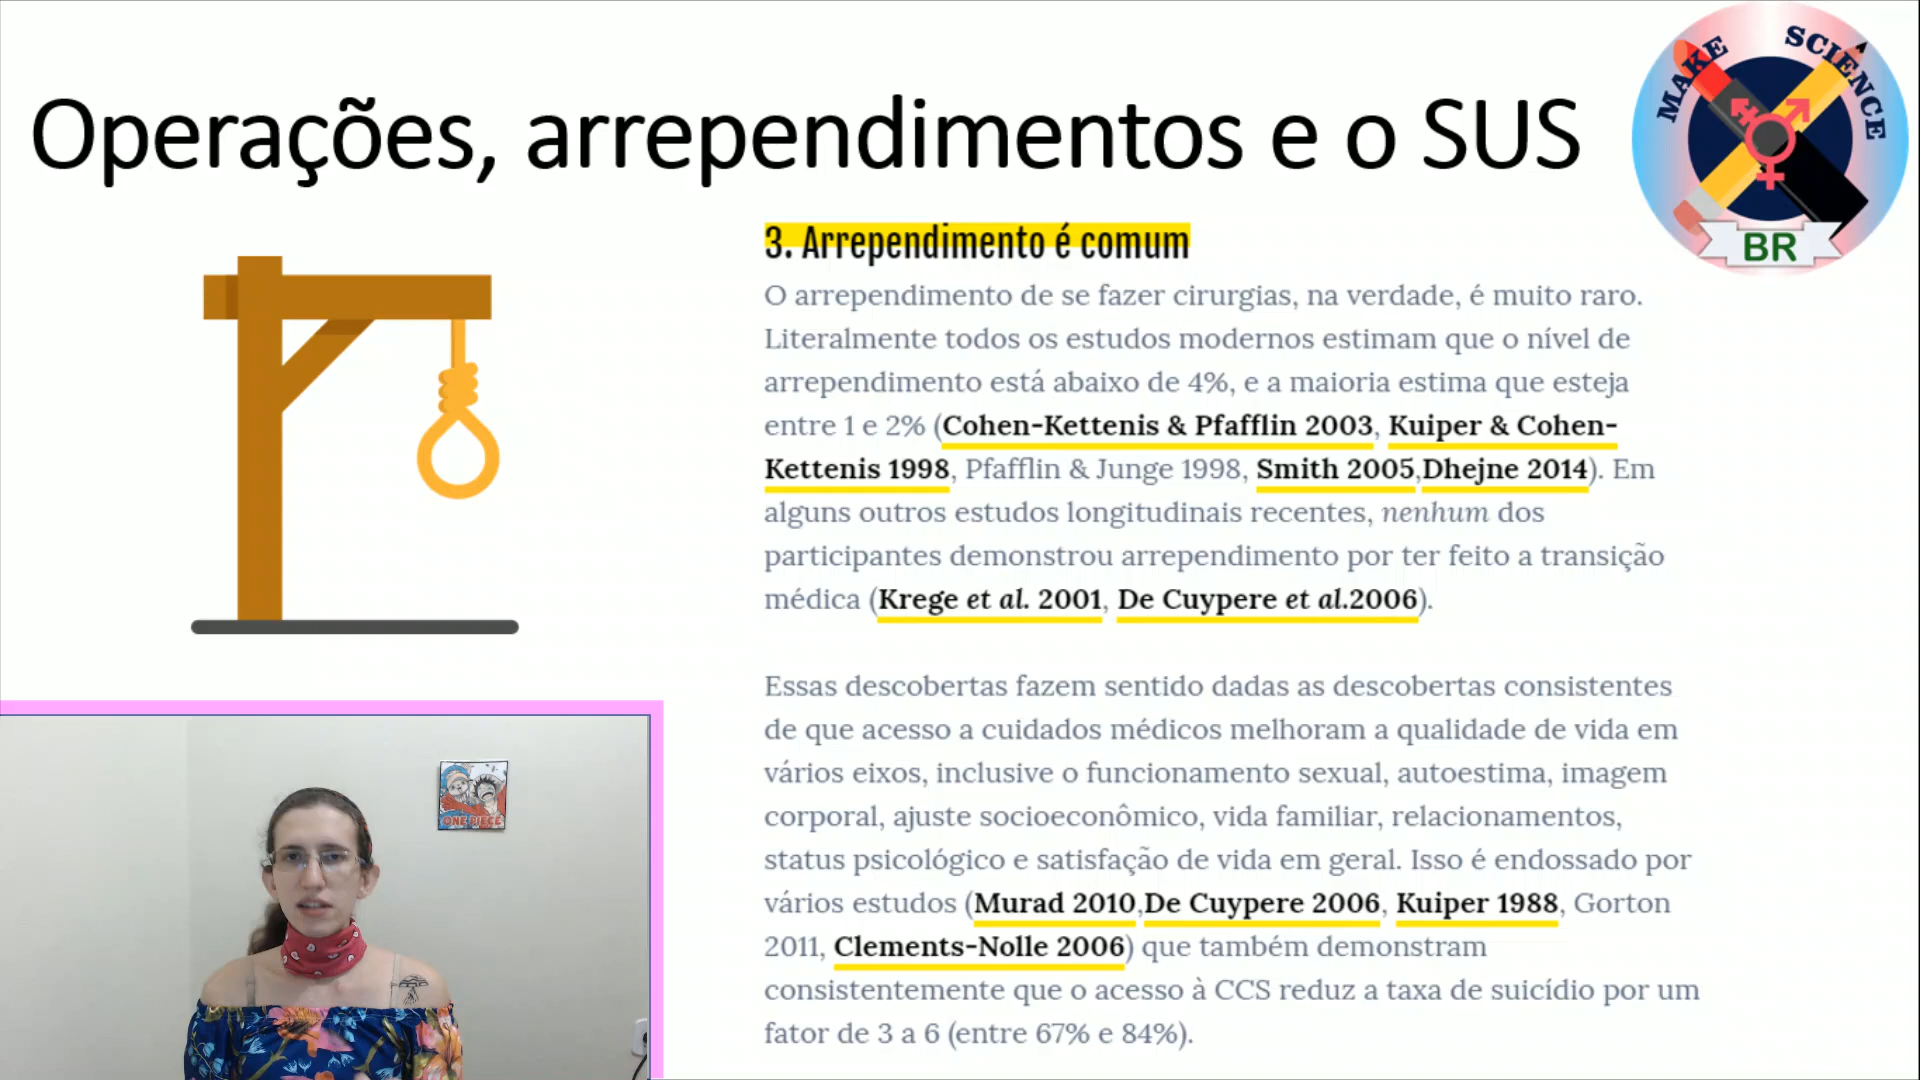 Operações, arrependimentos e o SUS
MAKE SCIENCE
BR
3. Arrependimento é comum
O arrependimento de se fazer cirurgias, na verdade, é muito raro.
Literalmente todos os estudos modernos estimam que o nível de
arrependimento está abaixo de 4%, e a maioria estima que esteja
entre 1 e 2% (Cohen-Kettenis & Pfafflin 2003, Kuiper & Cohen-
Kettenis 1998, Pfafflin & Junge 1998, Smith 2005,Dhejne 2014). Em
alguns outros estudos longitudinais recentes, nenhum dos
participantes demonstrou arrependimento por ter feito a transição
médica (Krege et al. 2001, De Cuypere et al.2006).
Essas descobertas fazem sentido dadas as descobertas consistentes
de que acesso a cuidados médicos melhoram a qualidade de vida em
vários eixos, inclusive o funcionamento sexual, autoestima, imagem
corporal, ajuste socioeconômico, vida familiar, relacionamentos,
status psicológico e satisfação de vida em geral. Isso é endossado por
vários estudos (Murad 2010,De Cuypere 2006, Kuiper 1988, Gorton
2011, Clements-Nolle 2006) que também demonstram
consistentemente que o acesso à CCS reduz a taxa de suicídio por um
fator de 3 a 6 (entre 67% e 84%).
ONE PIECE